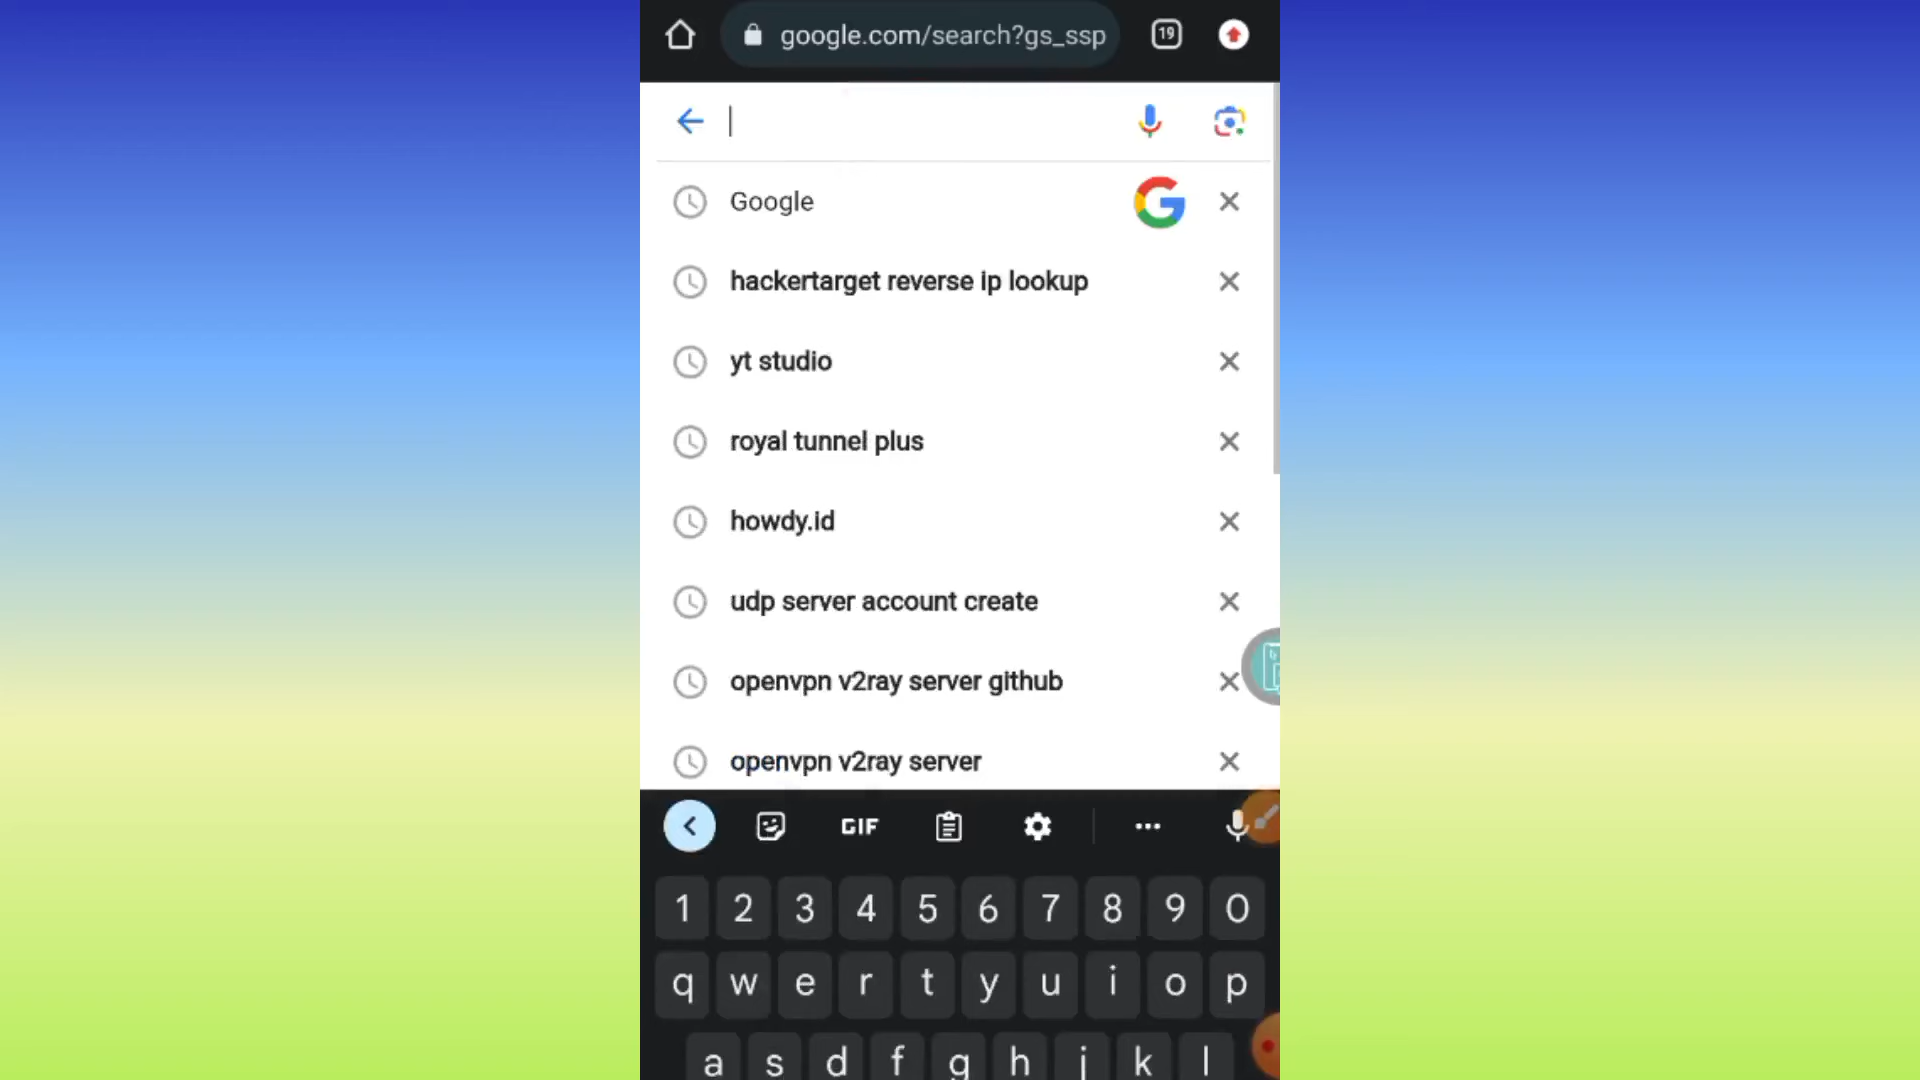 google.com/search?gs_ssp
19
Google
hackertarget reverse ip lookup
yt studio
royal tunnel plus
howdy.id
udp server account create
openvpn v2ray server github
openvpn v2ray server
GIF
1 2 3 4 5 6 7 8 9 0
q w e r t y u i o p
a s d f g h j k l